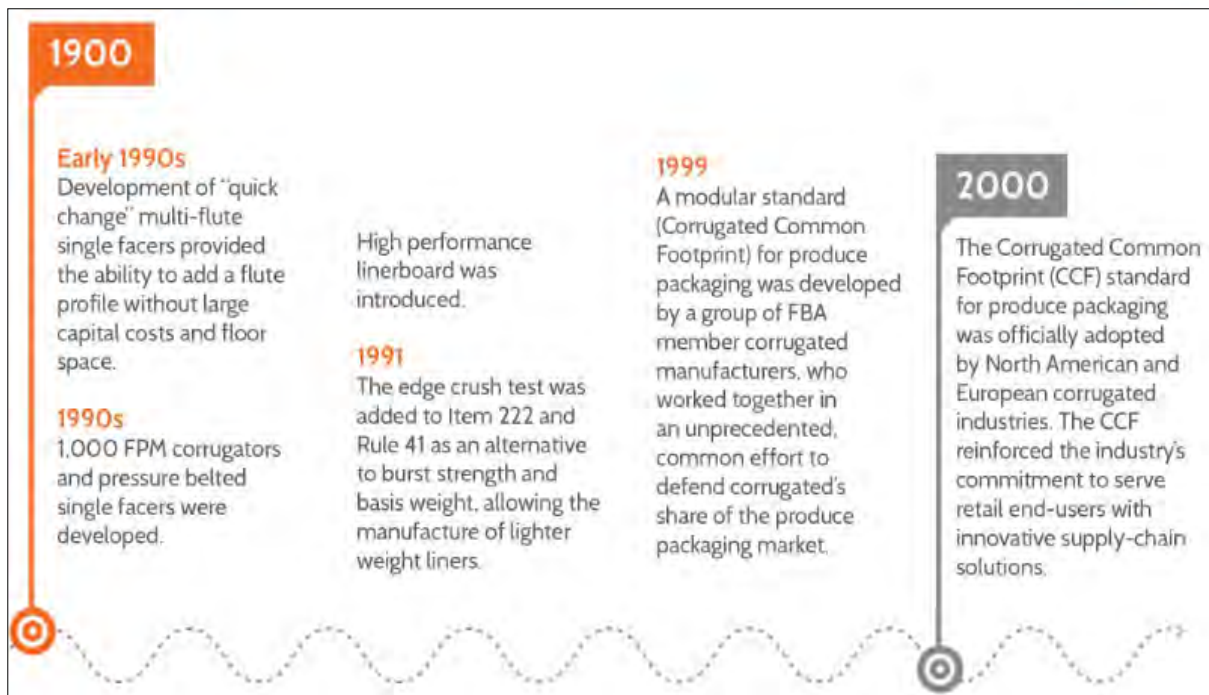 1900
Early 1990s
Development of "quick
change" multi-flute
single facers provided
the ability to add a flute
profile without large
capital costs and floor
space.
1990s
1,000 FPM corrugators
and pressure belted
single facers were
developed.
High performance
linerboard was
introduced.
1991
The edge crush test was
added to Item 222 and
Rule 41 as an alternative
to burst strength and
basis weight, allowing the
manufacture of lighter
weight liners.
1999
A modular standard
(Corrugated Common
Footprint) for produce
packaging was developed
by a group of FBA
member corrugated
manufacturers, who
worked together in
an unprecedented,
common effort to
defend corrugated's
share of the produce
packaging market.
2000
The Corrugated Common
Footprint (CCF) standard
for produce packaging
was officially adopted
by North American and
European corrugated
industries. The CCF
reinforced the industry's
commitment to serve
retail end-users with
innovative supply-chain
solutions.